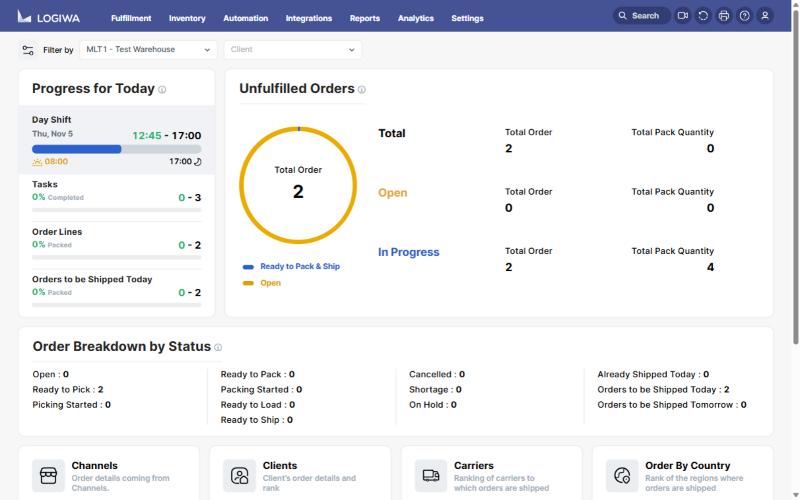 LOGIWA
Fulfillment Inventory Automation Integrations Reports Analytics Settings
Search
Filter by MLT1 - Test Warehouse Client
Progress for Today
Day Shift
Thu, Nov 5 12:45 - 17:00
08:00 17:00
Tasks
0% Completed 0 - 3
Order Lines
0% Packed 0 - 2
Orders to be Shipped Today
0% Packed 0 - 2
Unfulfilled Orders
Total Order
2
Ready to Pack & Ship
Open
Total Total Order Total Pack Quantity
2 0
Open Total Order Total Pack Quantity
0 0
In Progress Total Order Total Pack Quantity
2 4
Order Breakdown by Status
Open : 0
Ready to Pick : 2
Picking Started : 0
Ready to Pack : 0
Packing Started : 0
Ready to Load : 0
Ready to Ship : 0
Cancelled : 0
Shortage : 0
On Hold : 0
Already Shipped Today : 0
Orders to be Shipped Today : 2
Orders to be Shipped Tomorrow : 0
Channels
Order details coming from
Channels.
Clients
Client's order details and
rank
Carriers
Ranking of carriers to
which orders are shipped
Order By Country
Rank of the regions where
orders are shipped